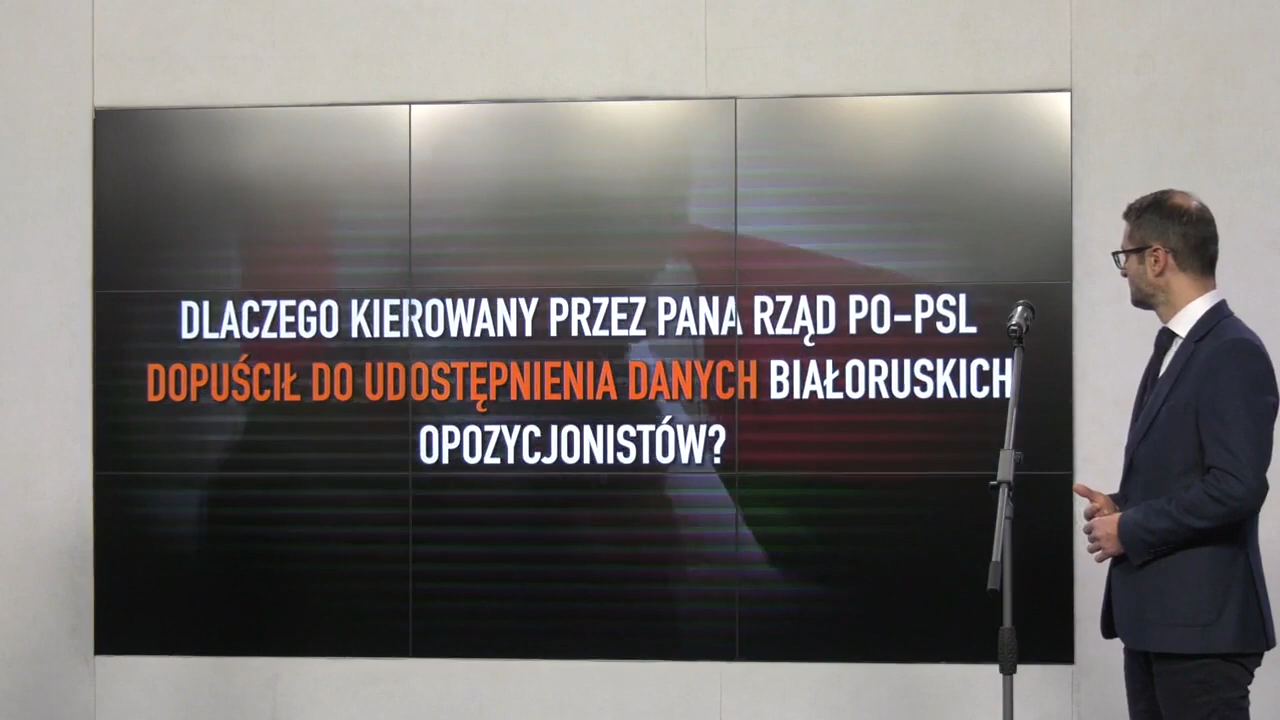 DLACZEGO KIEROWANY PRZEZ PANA RZĄD PO-PSL
DOPUŚCIŁ DO UDOSTĘPNIENIA DANYCH BIAŁORUSKICH
OPOZYCJONISTÓW?